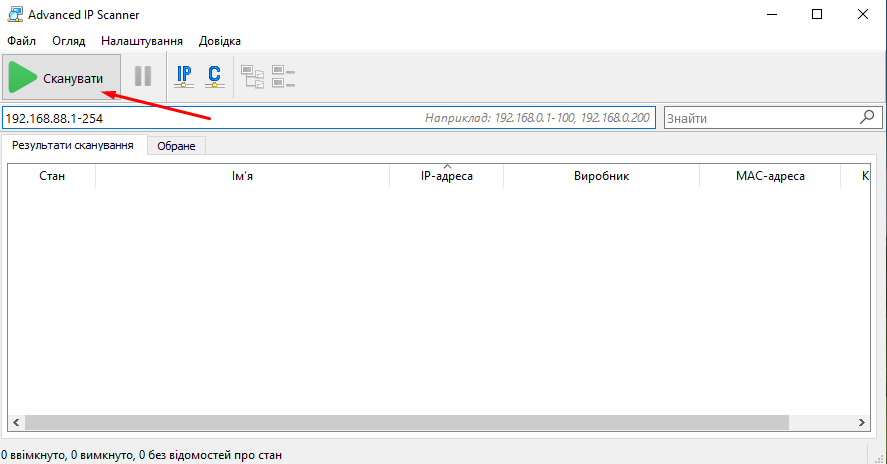 Advanced IP Scanner
Файл Огляд Налаштування Довідка
Сканувати IP C
192.168.88.1-254 Наприклад: 192.168.0.1-100, 192.168.0.200 Знайти
Результати сканування Обране
Стан Ім'я IP-адреса Виробник MAC-адреса К
0 ввімкнуто, 0 вимкнуто, 0 без відомостей про стан